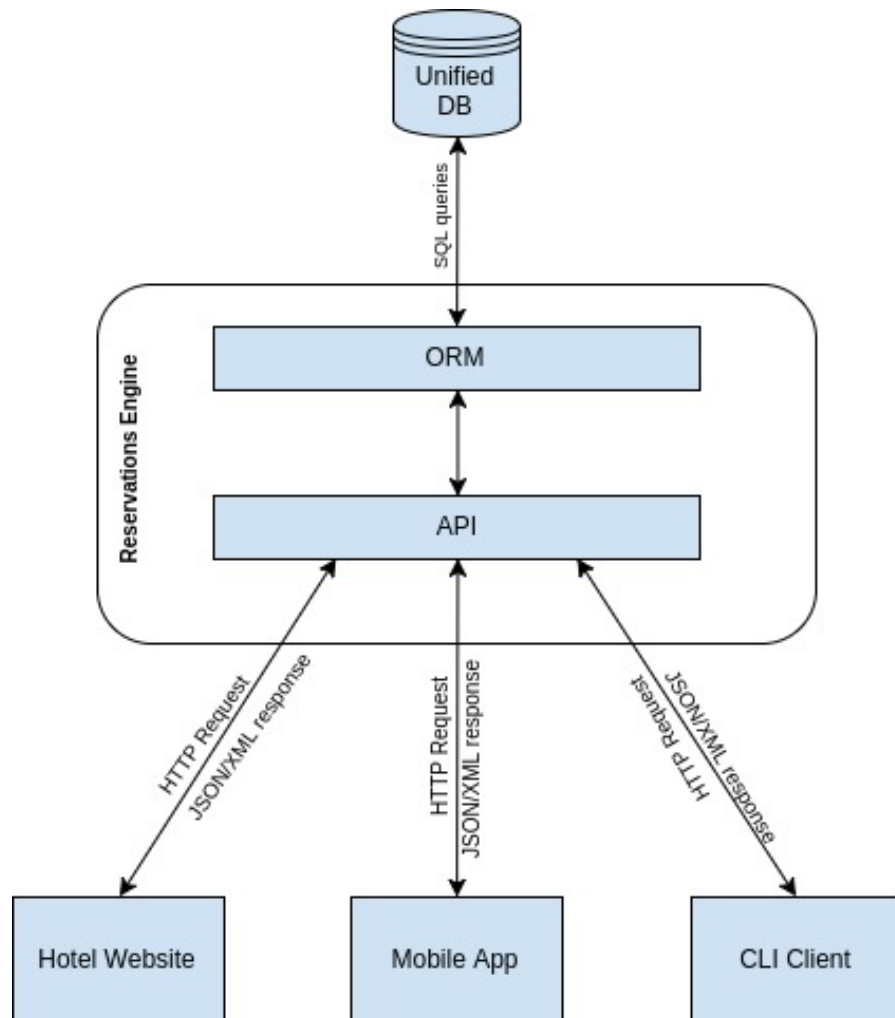 Unified
DB
SQL queries
Reservations Engine
ORM
API
HTTP Request
JSON/XML response
HTTP Request
JSON/XML response
JSON/XML response
HTTP Request
Hotel Website
Mobile App
CLI Client